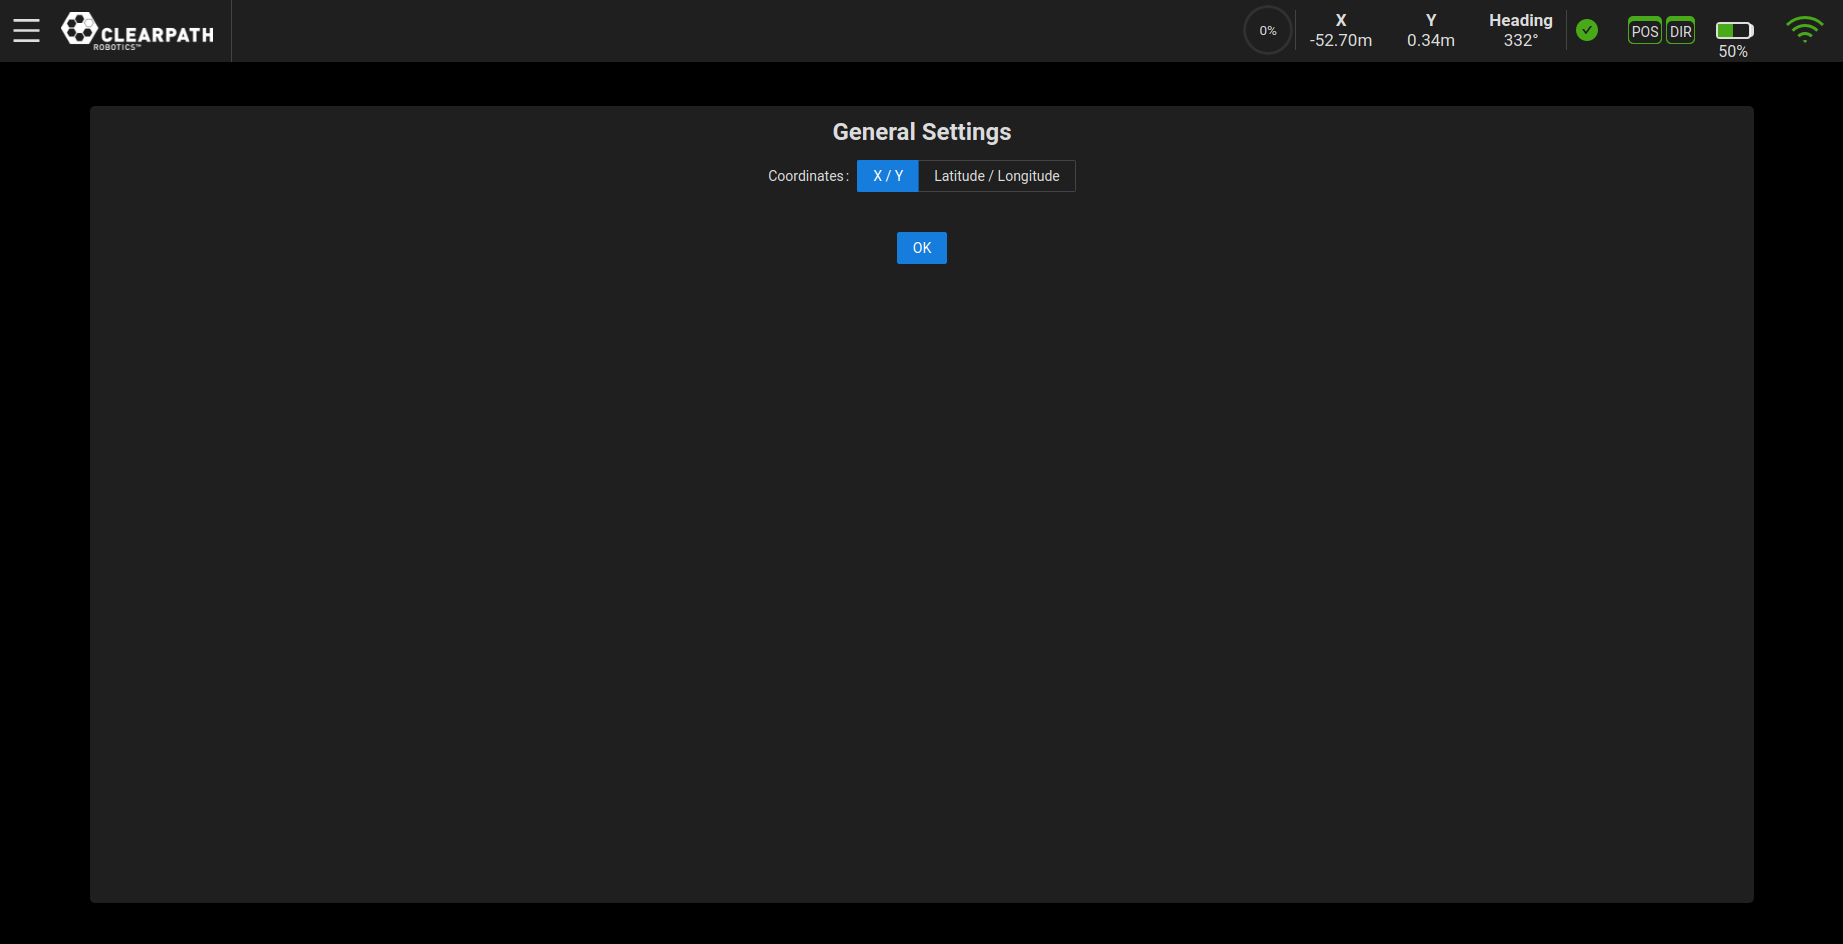 CLEARPATH
ROBOTICS™
0%
X
-52.70m
Y
0.34m
Heading
332°
POS DIR
50%
General Settings
Coordinates: X / Y Latitude / Longitude
OK